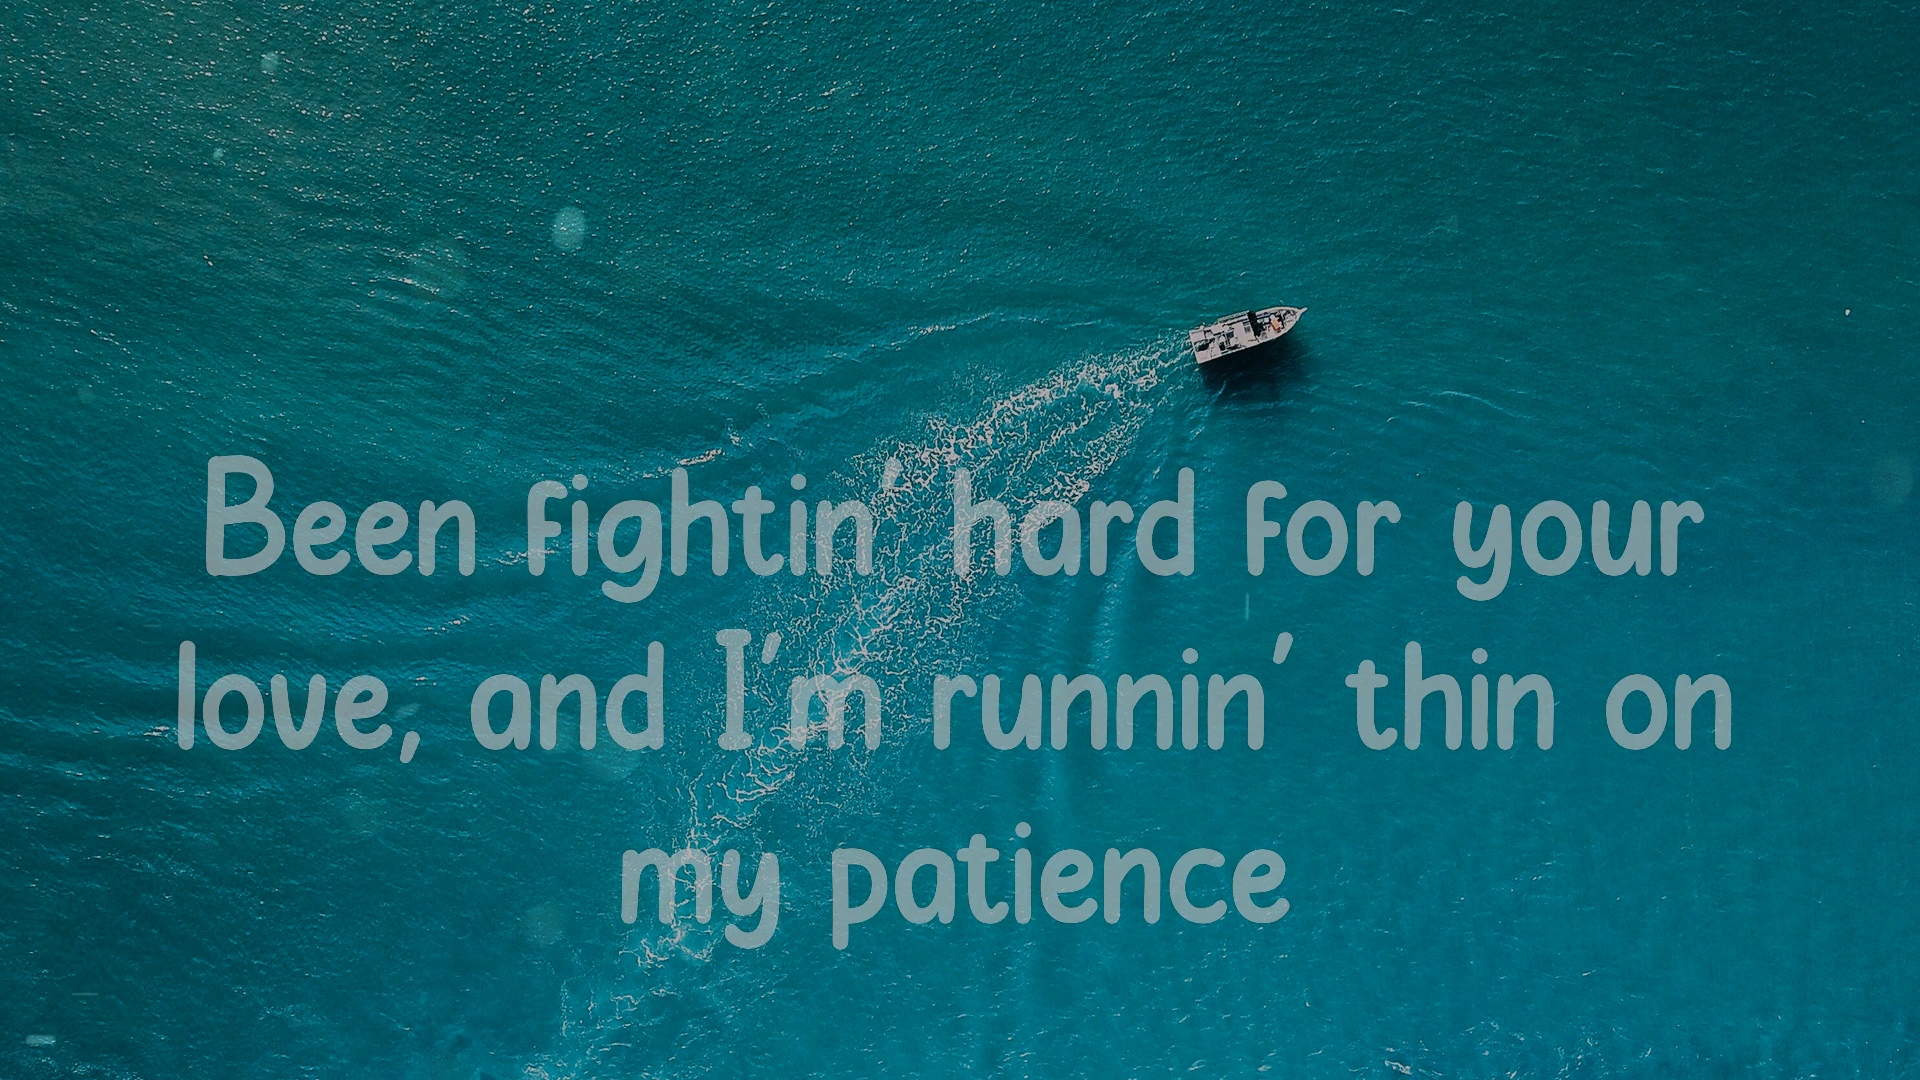 Been fightin' hard for your
love, and I'm runnin' thin on
my patience